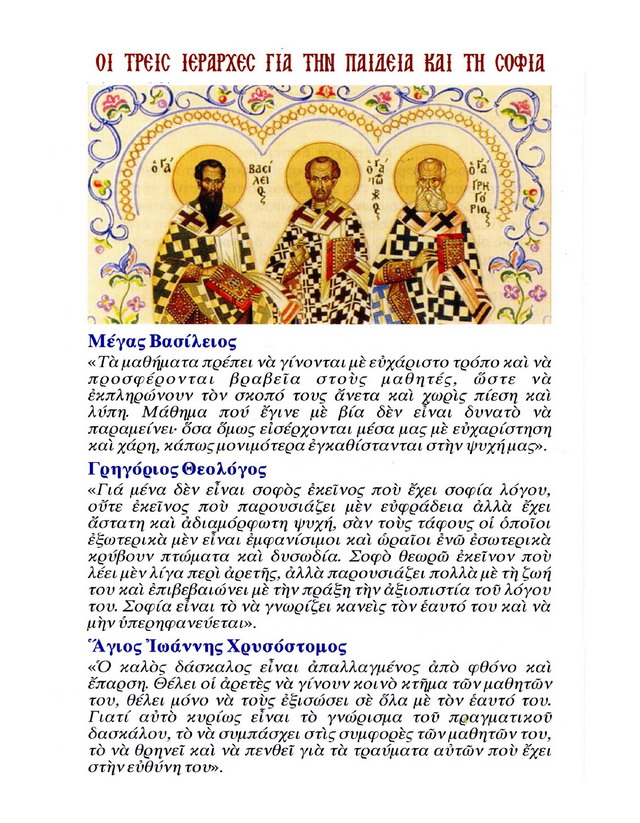 ΟΙ ΤΡΕΙΣ ΙΕΡΑΡΧΕΣ ΓΙΑ ΤΗΝ ΠΑΙΔΕΙΑ ΚΑΙ ΤΗ ΣΟΦΙΑ
ὁ ἍΓΑ
ΒΑΣΙ
ΛΕΙΟ
ς
ὁ ἍΓΑ
ἸΩ
ΧΟ
ς
ὁ ἍΓΑ
ΓΡΗ
ΓΟΡΙ
ος
Μέγας Βασίλειος
«Τὰ μαθήματα πρέπει νὰ γίνονται μὲ εὐχάριστο τρόπο καὶ νὰ
προσφέρονται βραβεῖα στοὺς μαθητές, ὥστε νὰ
ἐκπληρώνουν τὸν σκοπό τους ἄνετα καὶ χωρὶς πίεση καὶ
λύπη. Μάθημα πού ἔγινε μὲ βία δὲν εἶναι δυνατὸ νὰ
παραμείνει· ὅσα ὅμως εἰσέρχονται μέσα μας μὲ εὐχαρίστηση
καὶ χάρη, κάπως μονιμότερα ἐγκαθίστανται στὴν ψυχή μας».
Γρηγόριος Θεολόγος
«Γιά μένα δὲν εἶναι σοφὸς ἐκεῖνος ποὺ ἔχει σοφία λόγου,
οὔτε ἐκεῖνος ποὺ παρουσιάζει μὲν εὐφράδεια ἀλλὰ ἔχει
ἄστατη καὶ ἀδιαμόρφωτη ψυχή, σὰν τοὺς τάφους οἱ ὁποῖοι
ἐξωτερικὰ μὲν εἶναι ἐμφανίσιμοι καὶ ὡραῖοι ἐνῶ ἐσωτερικὰ
κρύβουν πτώματα καὶ δυσωδία. Σοφὸ θεωρῶ ἐκεῖνον ποὺ
λέει μὲν λίγα περὶ ἀρετῆς, ἀλλὰ παρουσιάζει πολλὰ μὲ τὴ ζωή
του καὶ ἐπιβεβαιώνει μὲ τὴν πράξη τὴν ἀξιοπιστία τοῦ λόγου
του. Σοφία εἶναι τὸ νὰ γνωρίζει κανεὶς τὸν ἑαυτό του καὶ νὰ
μὴν ὑπερηφανεύεται».
Ἅγιος Ἰωάννης Χρυσόστομος
«Ὁ καλὸς δάσκαλος εἶναι ἀπαλλαγμένος ἀπὸ φθόνο καὶ
ἔπαρση. Θέλει οἱ ἀρετὲς νὰ γίνουν κοινὸ κτῆμα τῶν μαθητῶν
του, θέλει μόνο νὰ τοὺς ἐξισώσει σὲ ὅλα μὲ τὸν ἑαυτό του.
Γιατί αὐτὸ κυρίως εἶναι τὸ γνώρισμα τοῦ πραγματικοῦ
δασκάλου, τὸ νὰ συμπάσχει στὶς συμφορὲς τῶν μαθητῶν του,
τὸ νὰ θρηνεῖ καὶ νὰ πενθεῖ γιὰ τὰ τραύματα αὐτῶν ποὺ ἔχει
στὴν εὐθύνη του».